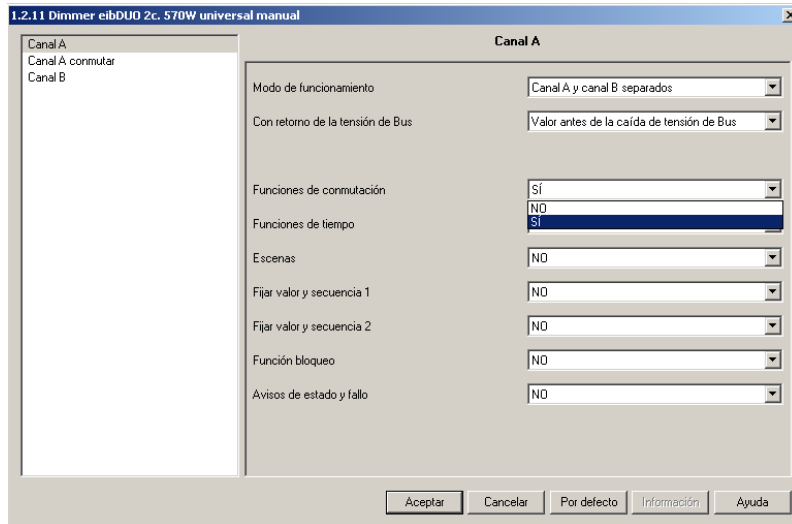 1.2.11 Dimmer eibDUO 2c. 570W universal manual
Canal A
Canal A conmutar
Canal B
Canal A
Modo de funcionamiento
Canal A y canal B separados
Con retorno de la tensión de Bus
Valor antes de la caída de tensión de Bus
Funciones de conmutación
SÍ
NO
SÍ
Funciones de tiempo
Escenas
NO
Fijar valor y secuencia 1
NO
Fijar valor y secuencia 2
NO
Función bloqueo
NO
Avisos de estado y fallo
NO
Aceptar
Cancelar
Por defecto
Información
Ayuda